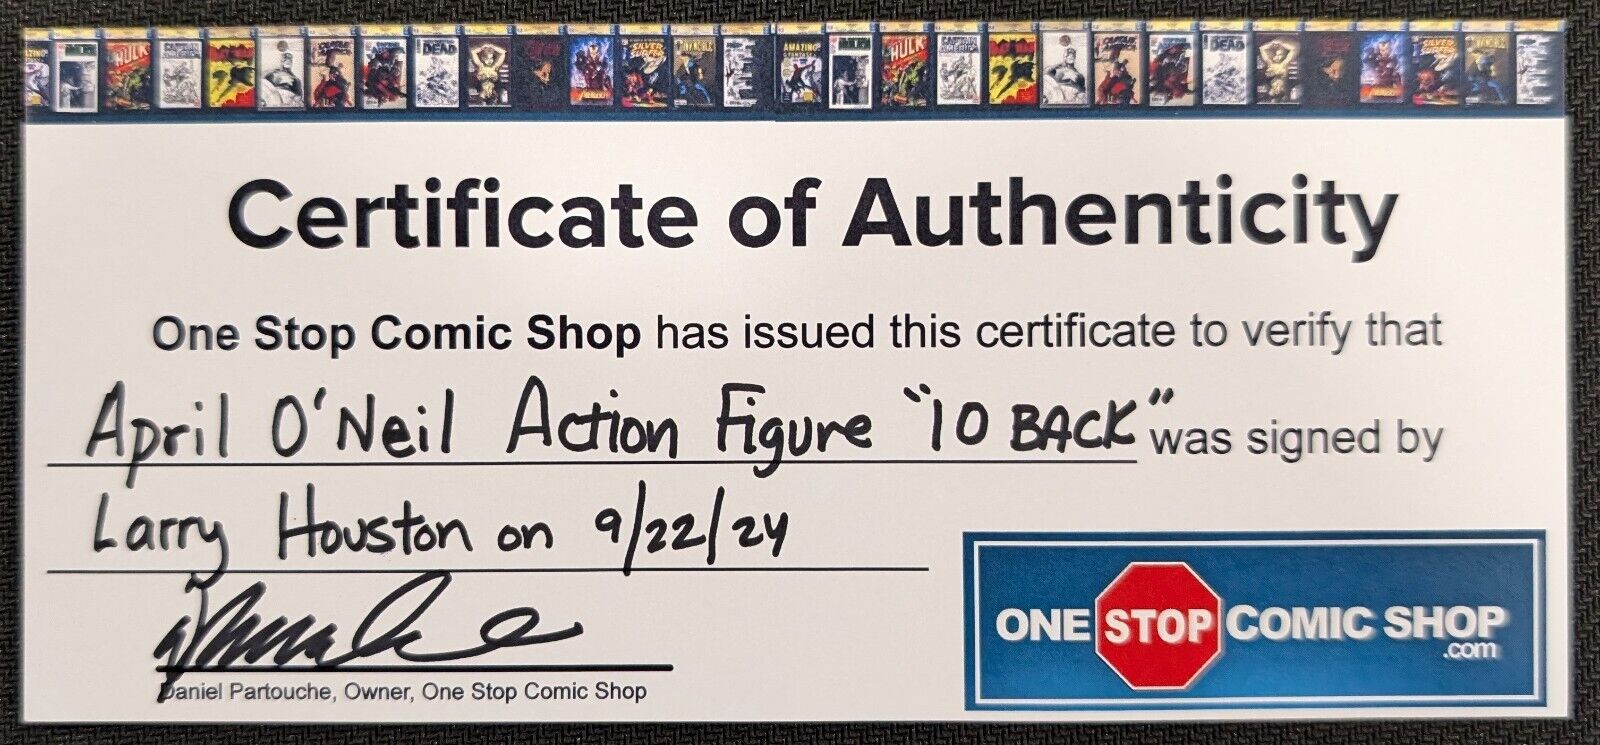 Certificate of Authenticity
One Stop Comic Shop has issued this certificate to verify that
April O'Neil Action Figure "10 BACK" was signed by
Larry Houston on 9/22/24
Daniel Partouche, Owner, One Stop Comic Shop
ONE STOP COMIC SHOP
.com